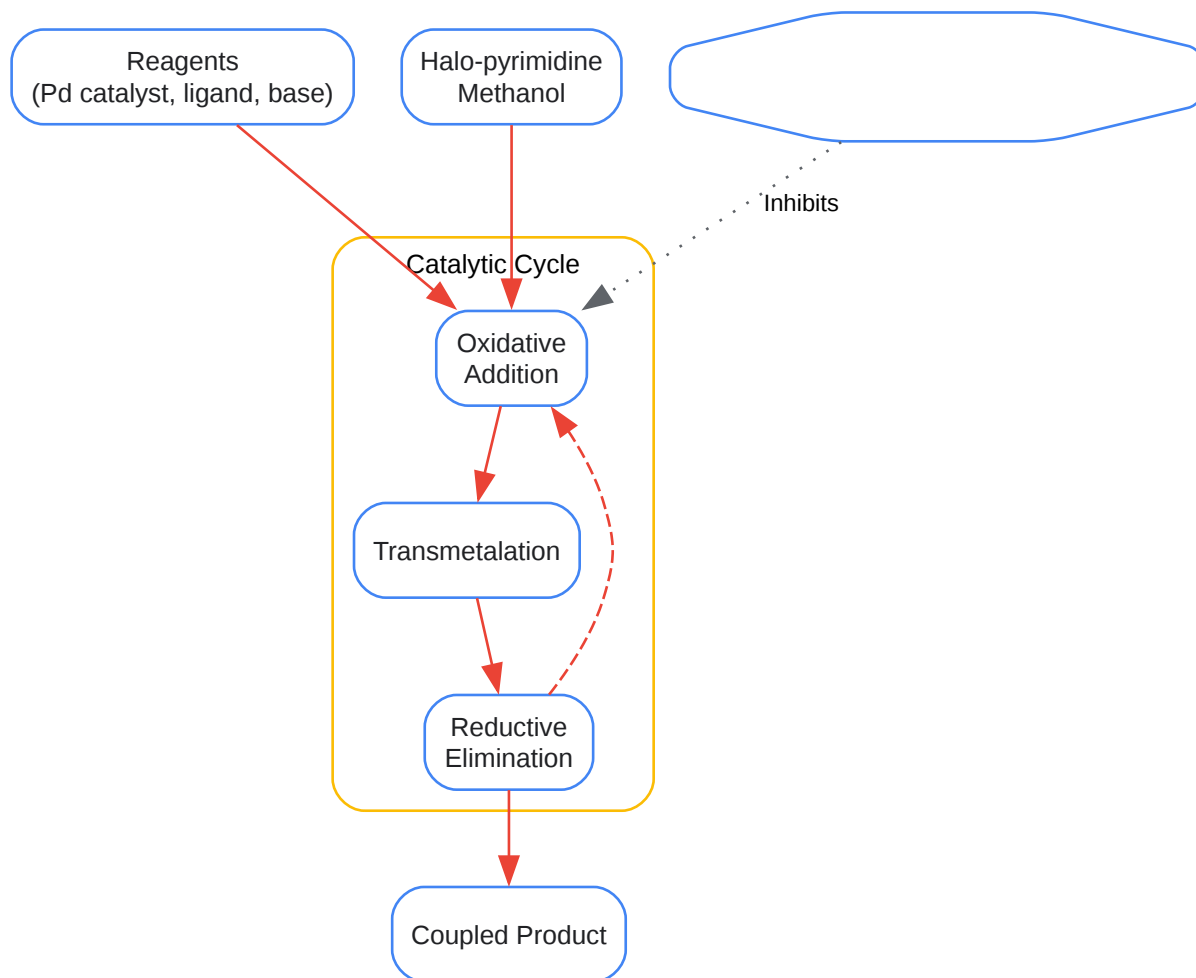 Reagents
(Pd catalyst, ligand, base)
Halo-pyrimidine
Methanol
Inhibits
Catalytic Cycle
Oxidative
Addition
Transmetalation
Reductive
Elimination
Coupled Product